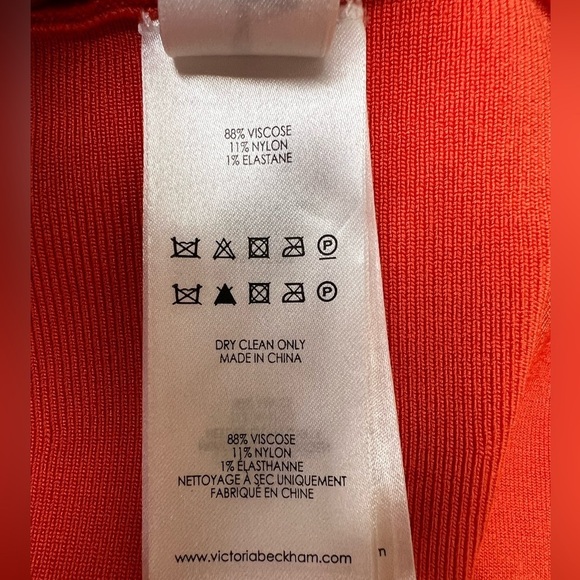 88% VISCOSE
11% NYLON
1% ELASTANE
P
P
DRY CLEAN ONLY
MADE IN CHINA
88% VISCOSE
11% NYLON
1% ELASTHANNE
NETTOYAGE À SEC UNIQUEMENT
FABRIQUÉ EN CHINE
www.victoriabeckham.com
n